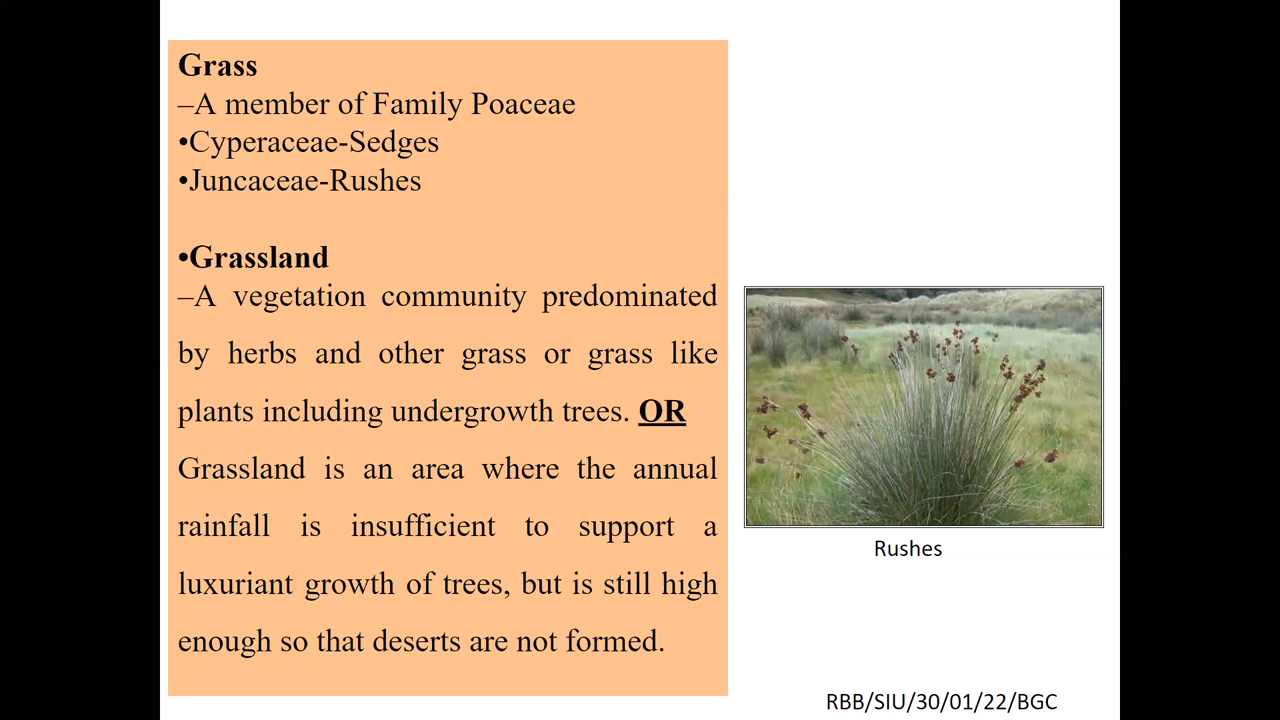 Grass
–A member of Family Poaceae
•Cyperaceae-Sedges
•Juncaceae-Rushes
•Grassland
–A vegetation community predominated
by herbs and other grass or grass like
plants including undergrowth trees. OR
Grassland is an area where the annual
rainfall is insufficient to support a
luxuriant growth of trees, but is still high
enough so that deserts are not formed.
Rushes
RBB/SIU/30/01/22/BGC